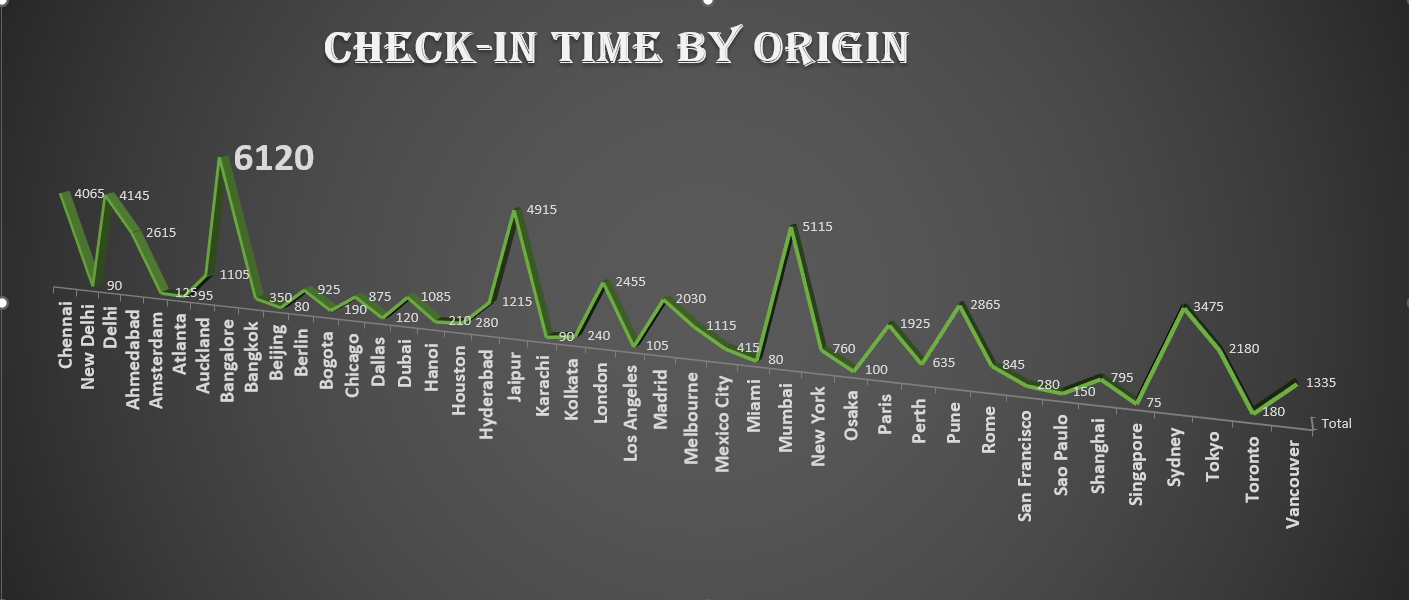 CHECK-IN TIME BY ORIGIN
6120
4065
4145
2615
90
125
95
1105
350
80
925
190
875
120
1085
210
280
1215
4915
90
240
2455
105
2030
1115
415
80
5115
760
100
1925
635
2865
845
280
150
795
75
3475
2180
180
1335
Total
Chennai
New Delhi
Delhi
Ahmedabad
Amsterdam
Atlanta
Auckland
Bangalore
Bangkok
Beijing
Berlin
Bogota
Chicago
Dallas
Dubai
Hanoi
Houston
Hyderabad
Jaipur
Karachi
Kolkata
London
Los Angeles
Madrid
Melbourne
Mexico City
Miami
Mumbai
New York
Osaka
Paris
Perth
Pune
Rome
San Francisco
Sao Paulo
Shanghai
Singapore
Sydney
Tokyo
Toronto
Vancouver